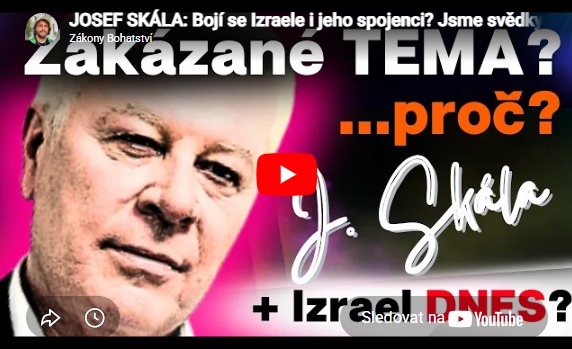 JOSEF SKÁLA: Bojí se Izraele i jeho spojenci? Jsme svědky
Zákony Bohatství
Zakázané TÉMA?
...proč?
J. Skála
+ Izrael DNES?
Sledovat na YouTube